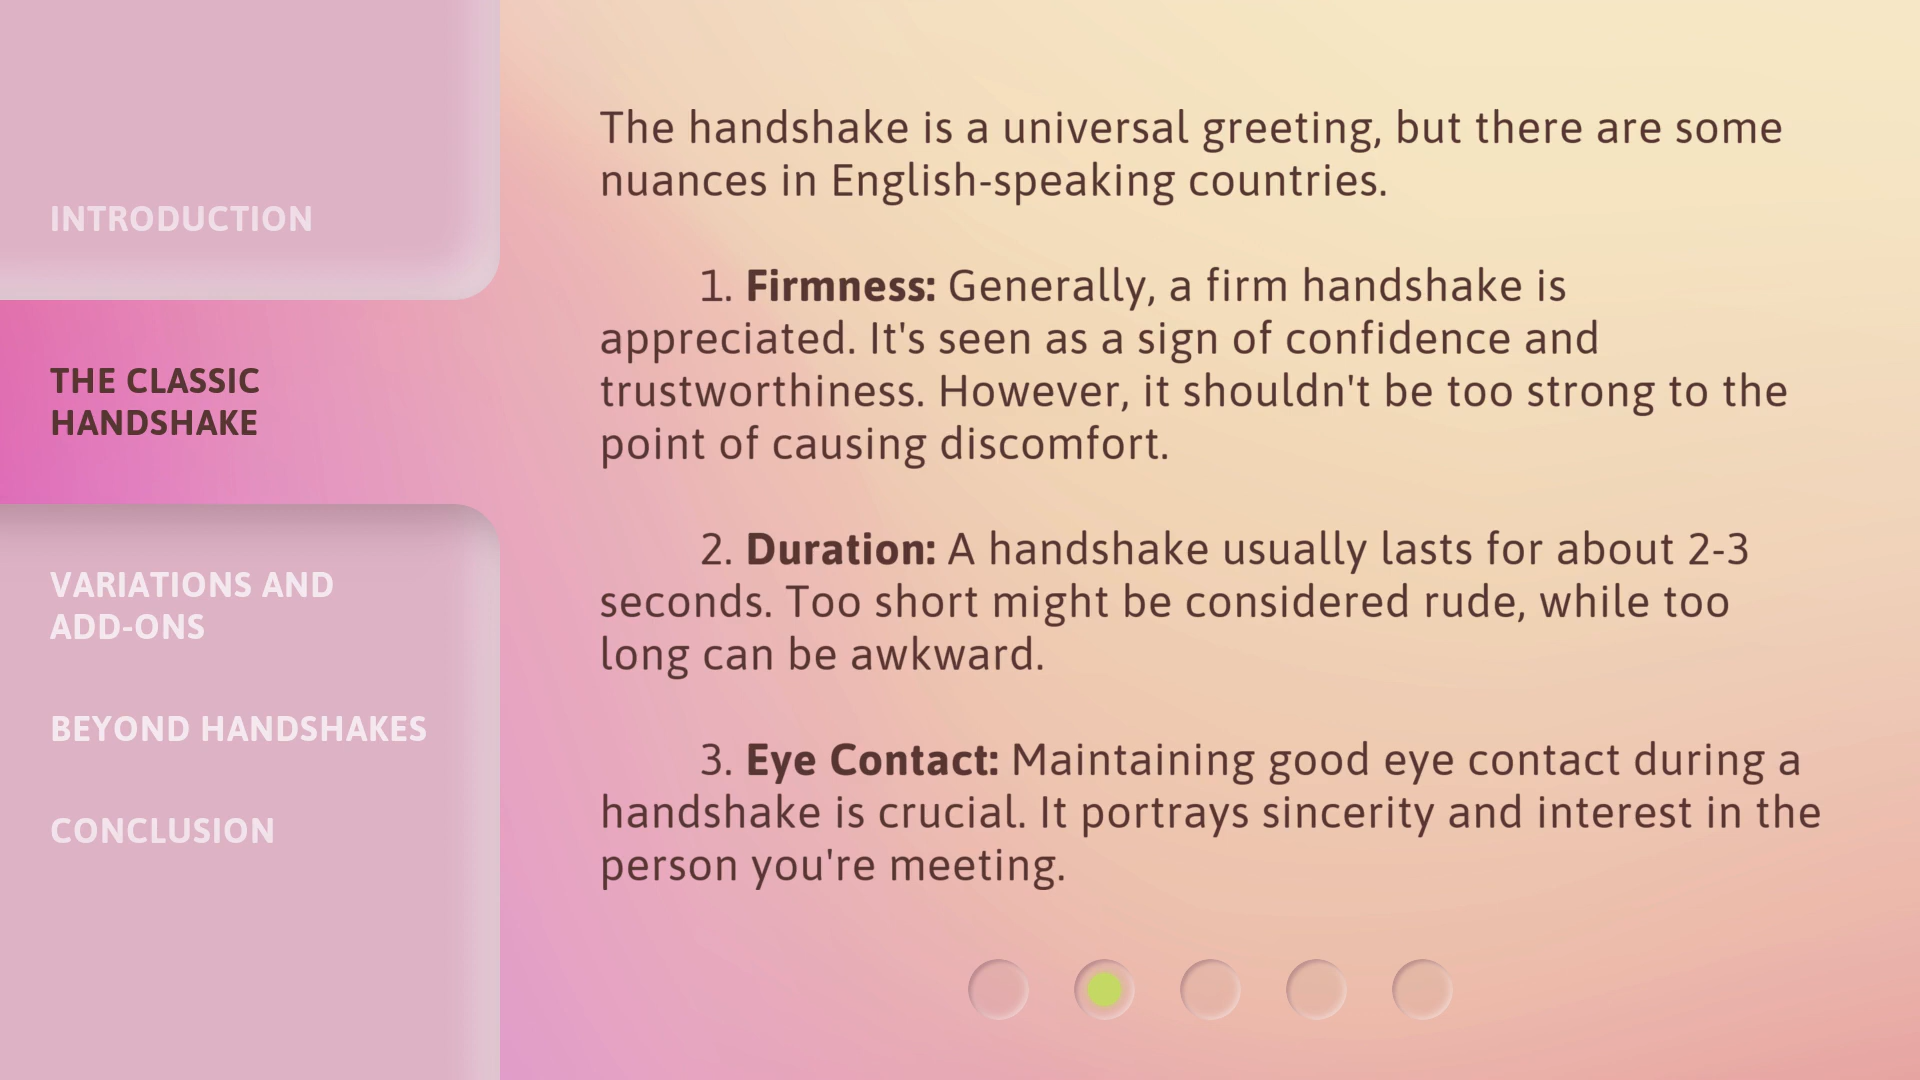 INTRODUCTION
THE CLASSIC
HANDSHAKE
VARIATIONS AND
ADD-ONS
BEYOND HANDSHAKES
CONCLUSION
The handshake is a universal greeting, but there are some
nuances in English-speaking countries.
1. Firmness: Generally, a firm handshake is
appreciated. It's seen as a sign of confidence and
trustworthiness. However, it shouldn't be too strong to the
point of causing discomfort.
2. Duration: A handshake usually lasts for about 2-3
seconds. Too short might be considered rude, while too
long can be awkward.
3. Eye Contact: Maintaining good eye contact during a
handshake is crucial. It portrays sincerity and interest in the
person you're meeting.